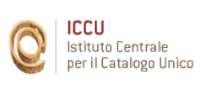 ICCU
Istituto Centrale
per il Catalogo Unico